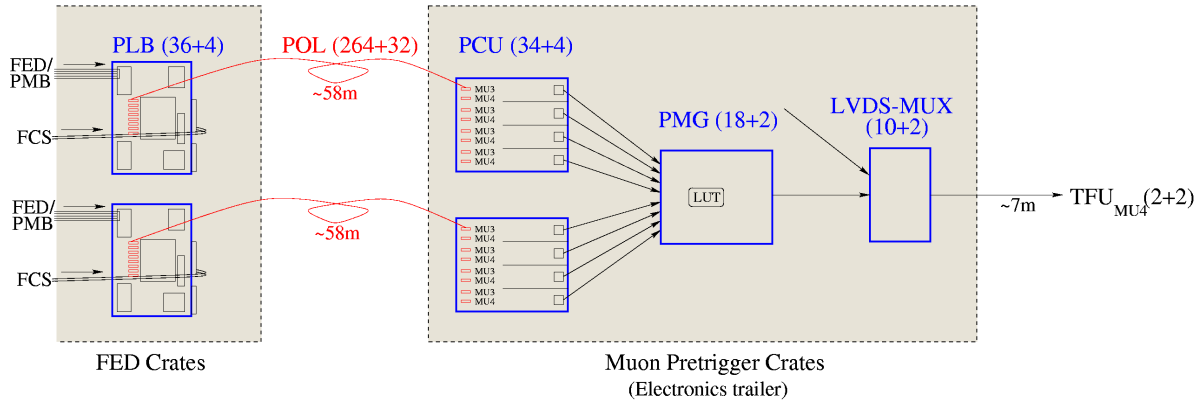 PLB (36+4)
POL (264+32)
PCU (34+4)
FED/
PMB
~58m
MU3
MU4
MU3
MU4
MU3
MU4
MU3
MU4
FCS
PMG (18+2)
LUT
LVDS-MUX
(10+2)
~7m
TFU MU4 (2+2)
FED/
PMB
~58m
MU3
MU4
MU3
MU4
MU3
MU4
MU3
MU4
FCS
FED Crates
Muon Pretrigger Crates
(Electronics trailer)